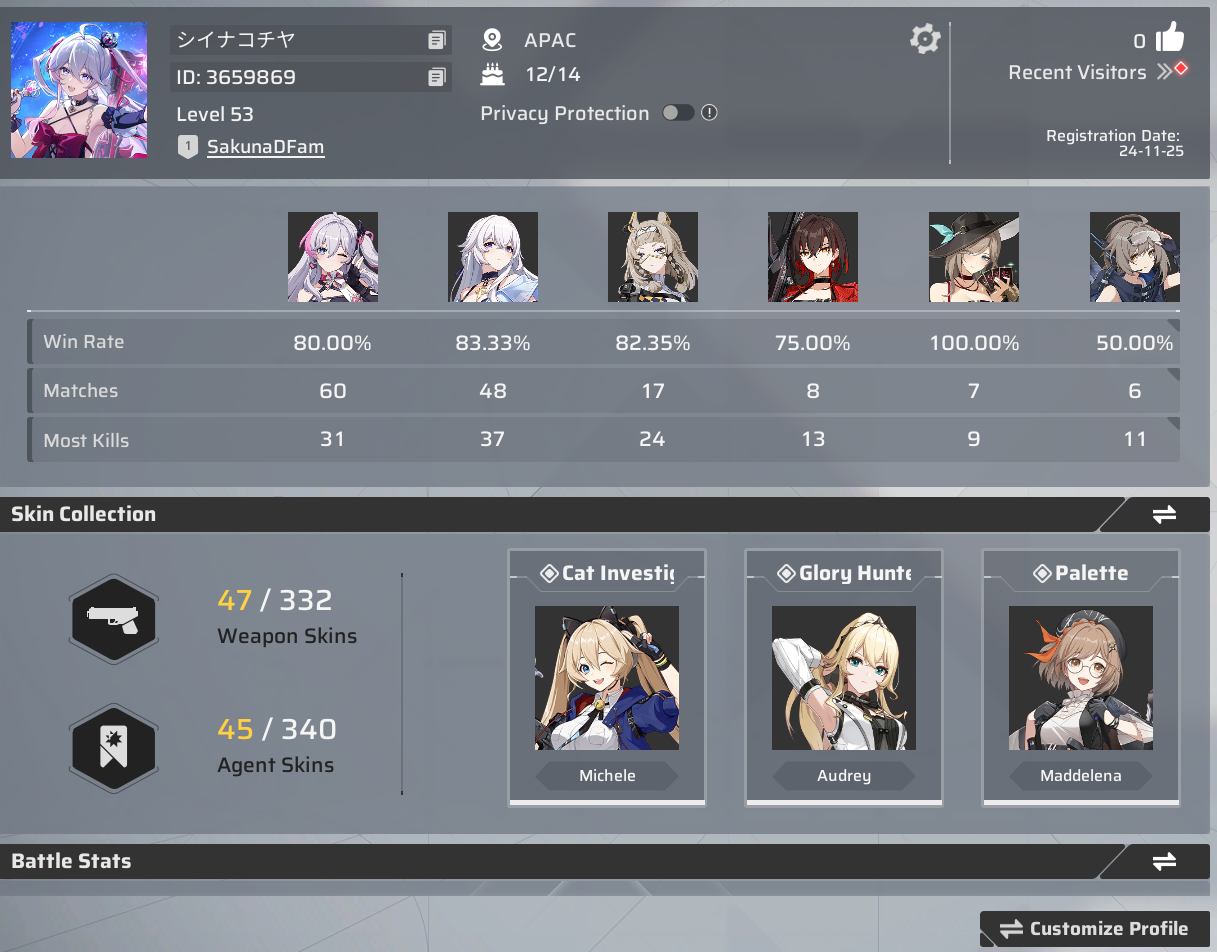 シイナコチヤ
ID: 3659869
Level 53
1 SakunaDFam
APAC
12/14
Privacy Protection
0
Recent Visitors
Registration Date:
24-11-25
Win Rate 80.00% 83.33% 82.35% 75.00% 100.00% 50.00%
Matches 60 48 17 8 7 6
Most Kills 31 37 24 13 9 11
Skin Collection
47 / 332
Weapon Skins
45 / 340
Agent Skins
Cat Investig
Michele
Glory Hunte
Audrey
Palette
Maddelena
Battle Stats
Customize Profile